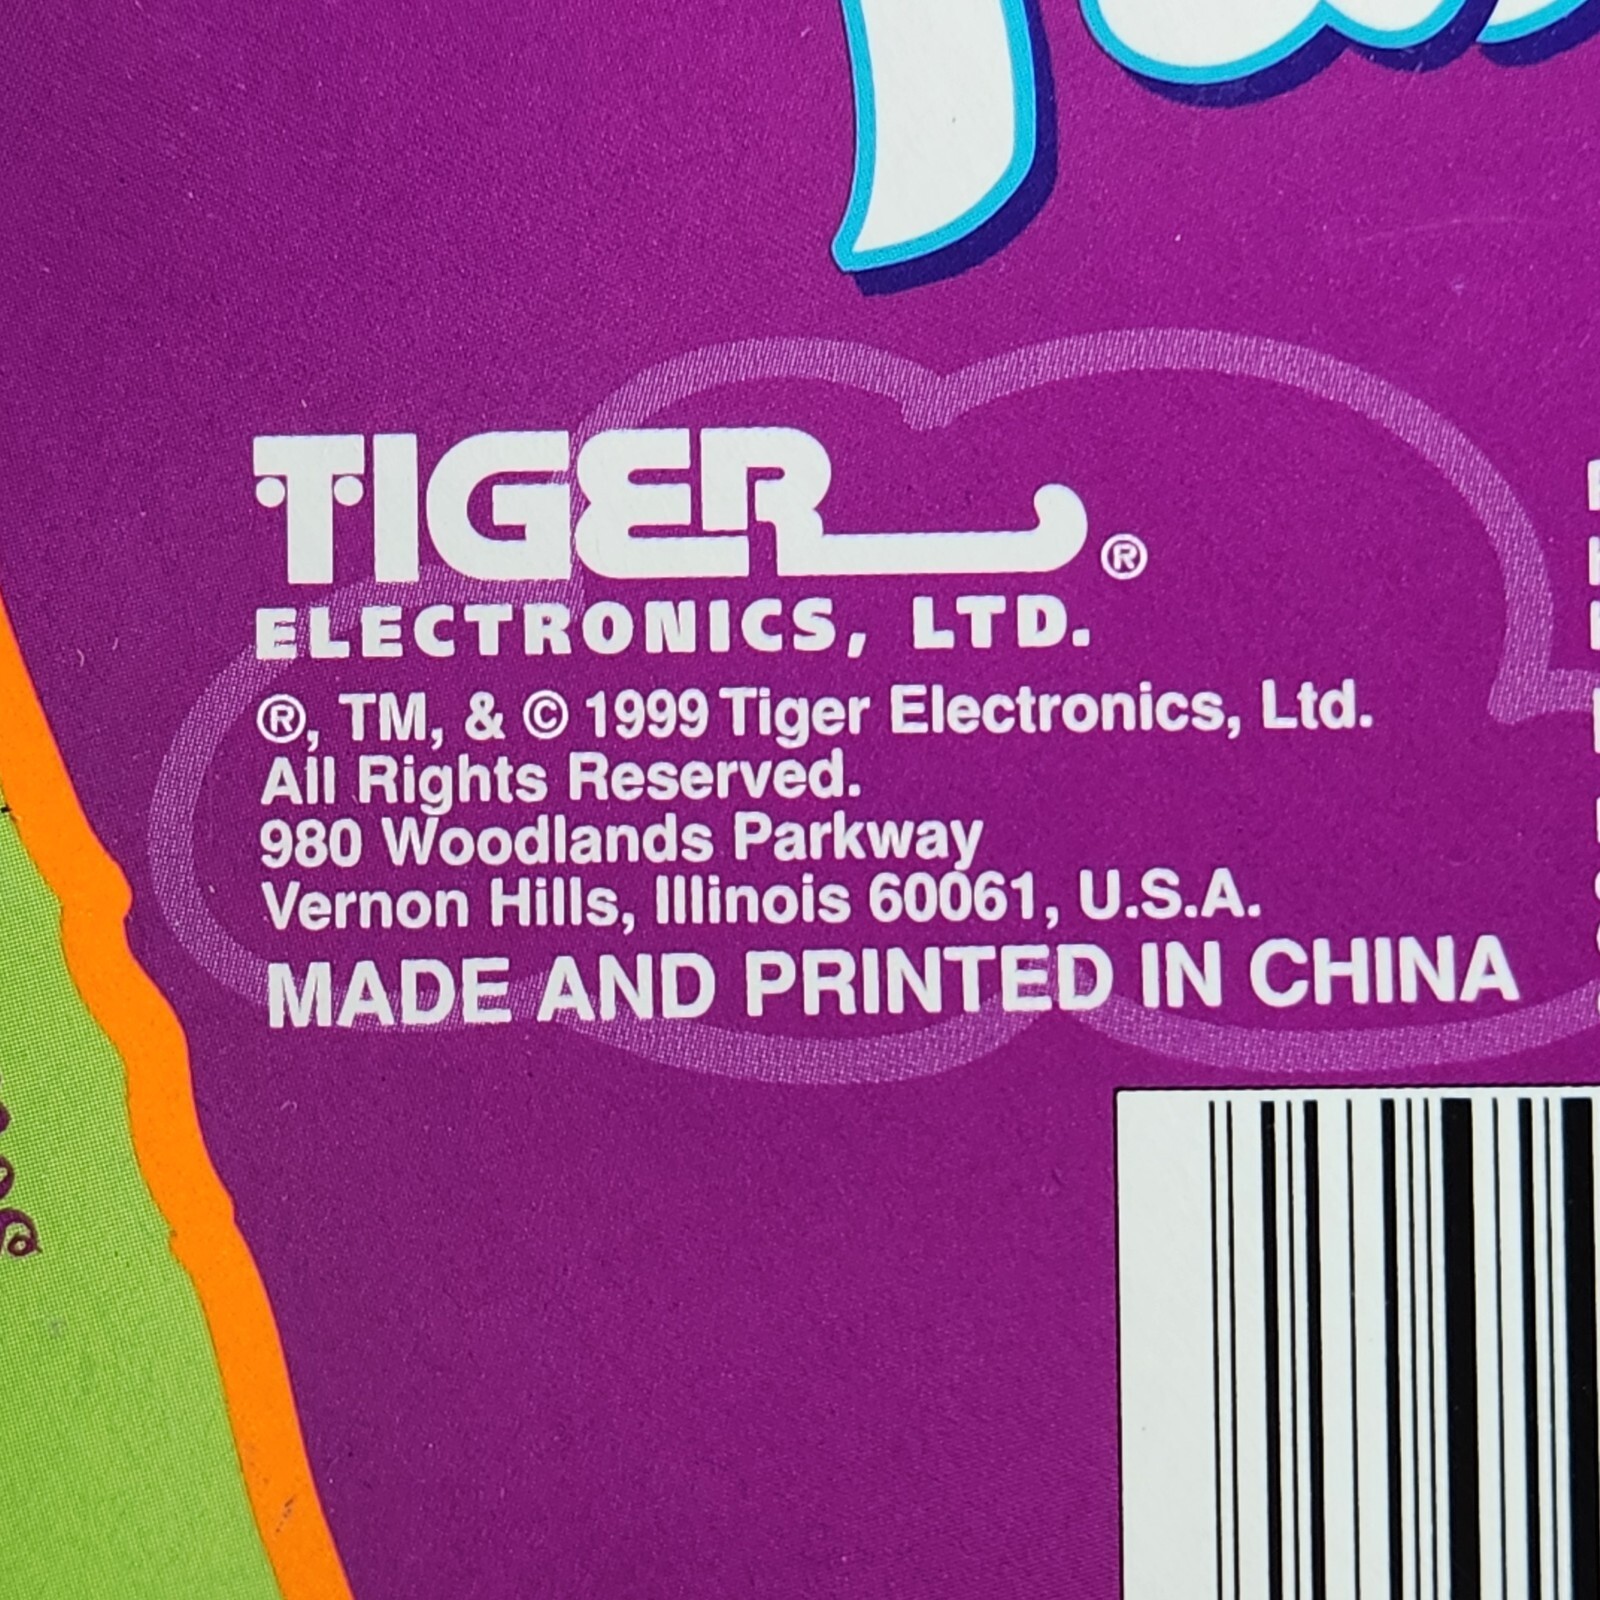 TIGER®
ELECTRONICS, LTD.
®, TM, & © 1999 Tiger Electronics, Ltd.
All Rights Reserved.
980 Woodlands Parkway
Vernon Hills, Illinois 60061, U.S.A.
MADE AND PRINTED IN CHINA